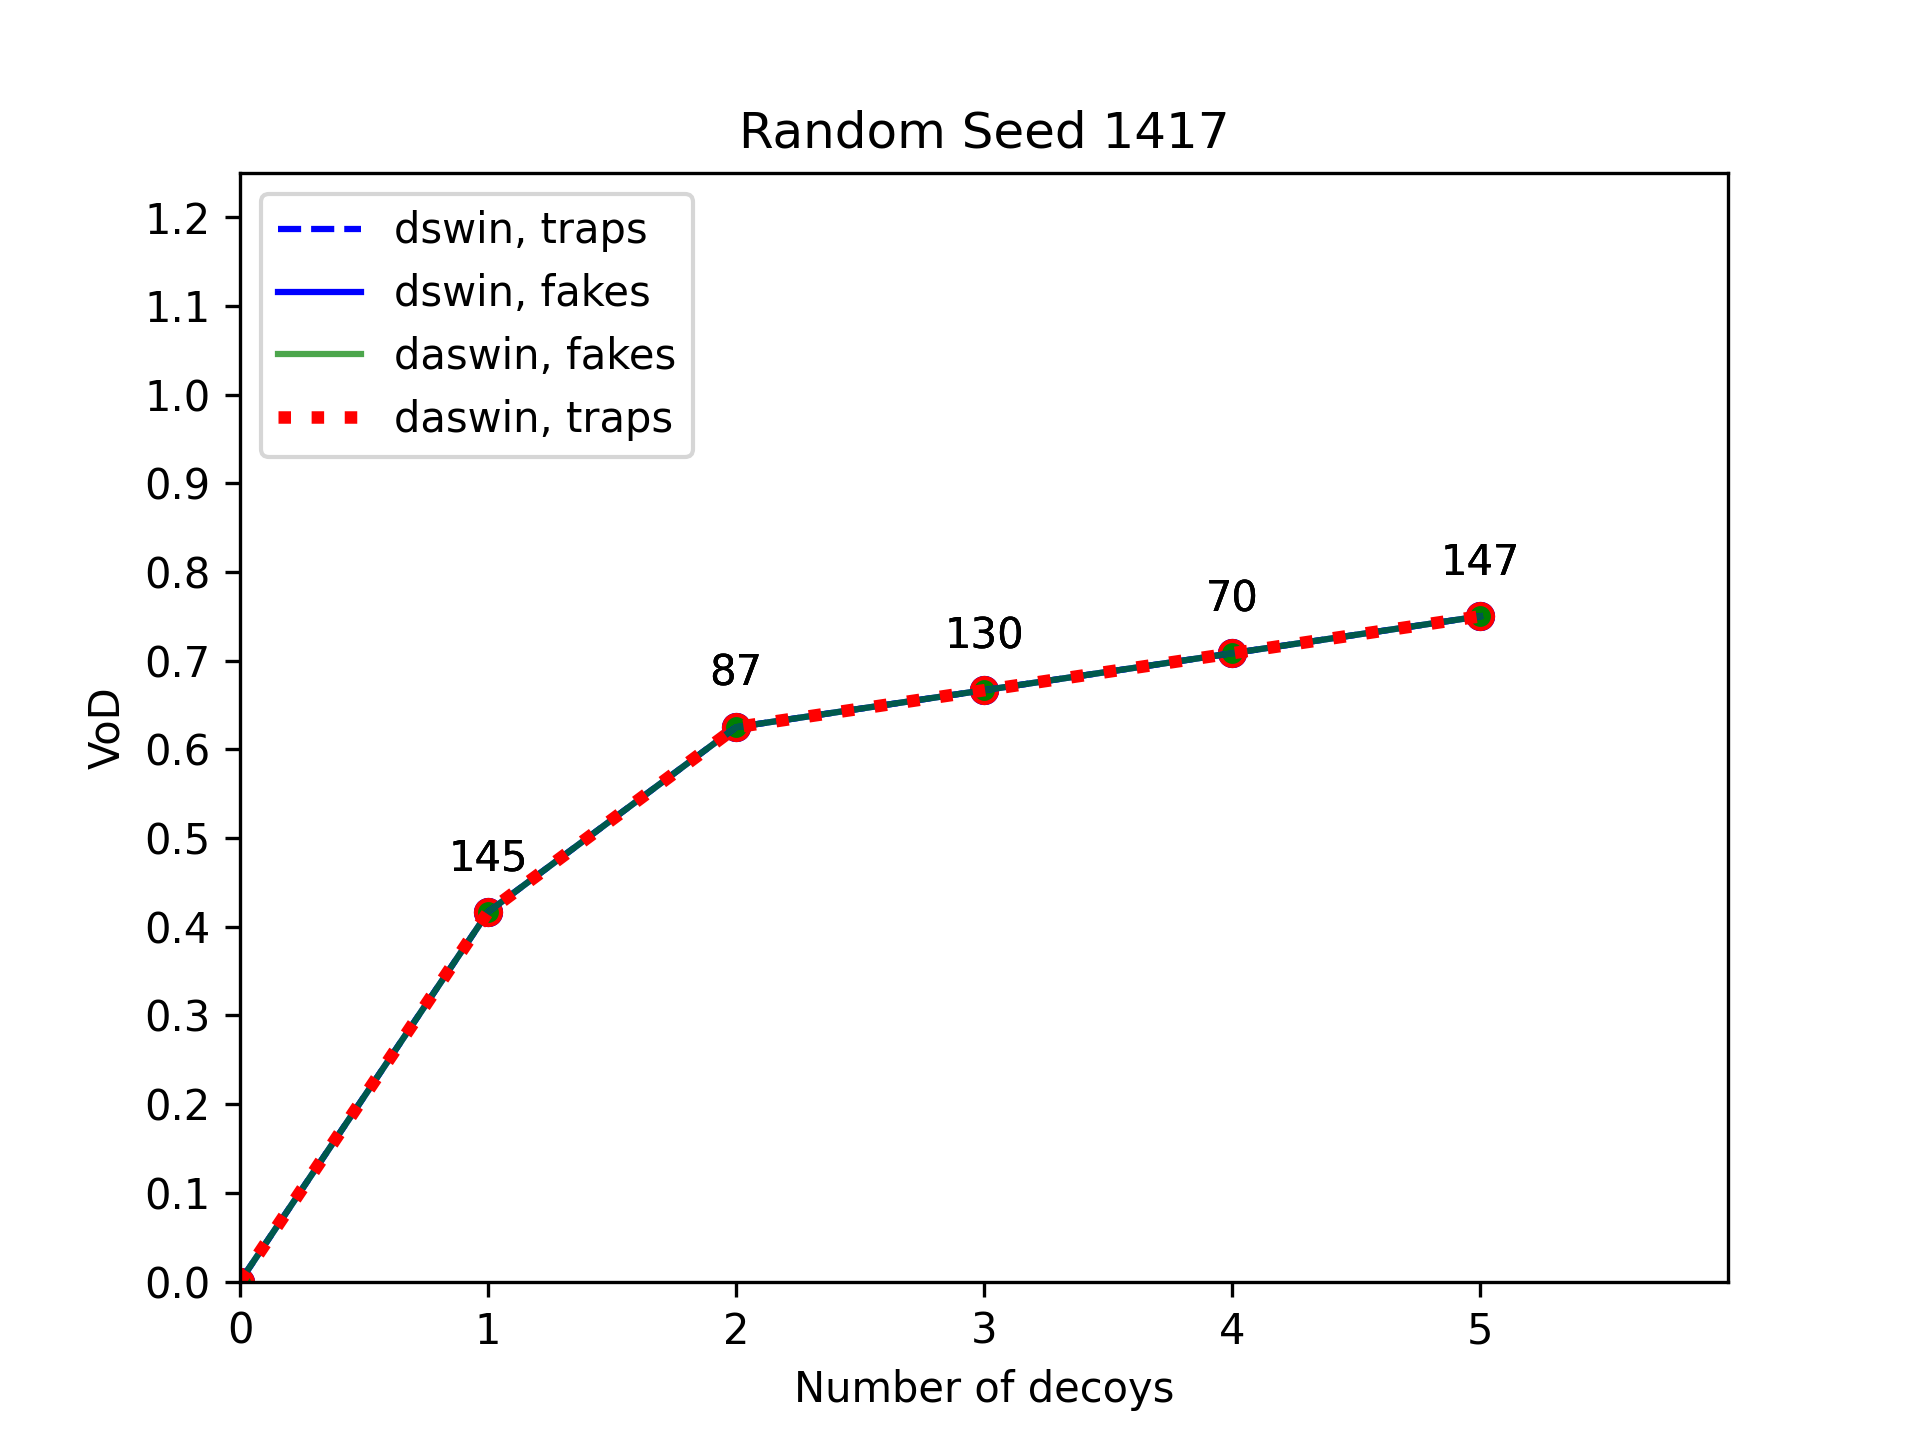 Random Seed 1417
dswin, traps
dswin, fakes
daswin, fakes
daswin, traps
1.2
1.1
1.0
0.9
0.8
0.7
0.6
0.5
0.4
0.3
0.2
0.1
0.0
VoD
145
87
130
70
147
0 1 2 3 4 5
Number of decoys